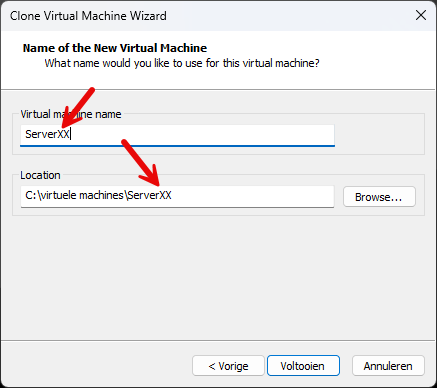 Clone Virtual Machine Wizard
Name of the New Virtual Machine
What name would you like to use for this virtual machine?
Virtual machine name
ServerXX
Location
C:\virtuele machines\ServerXX
Browse...
< Vorige
Voltooien
Annuleren